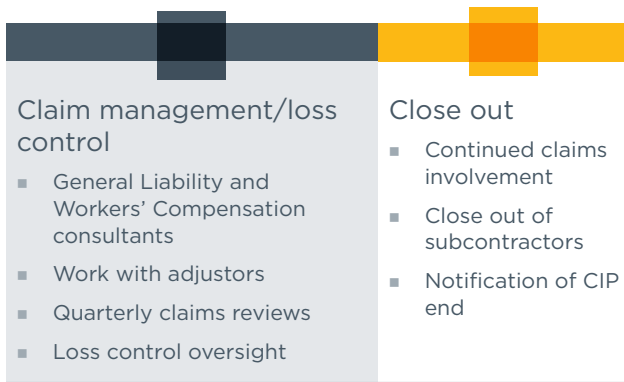 Claim management/loss
control
General Liability and
Workers’ Compensation
consultants
Work with adjustors
Quarterly claims reviews
Loss control oversight
Close out
Continued claims
involvement
Close out of
subcontractors
Notification of CIP
end